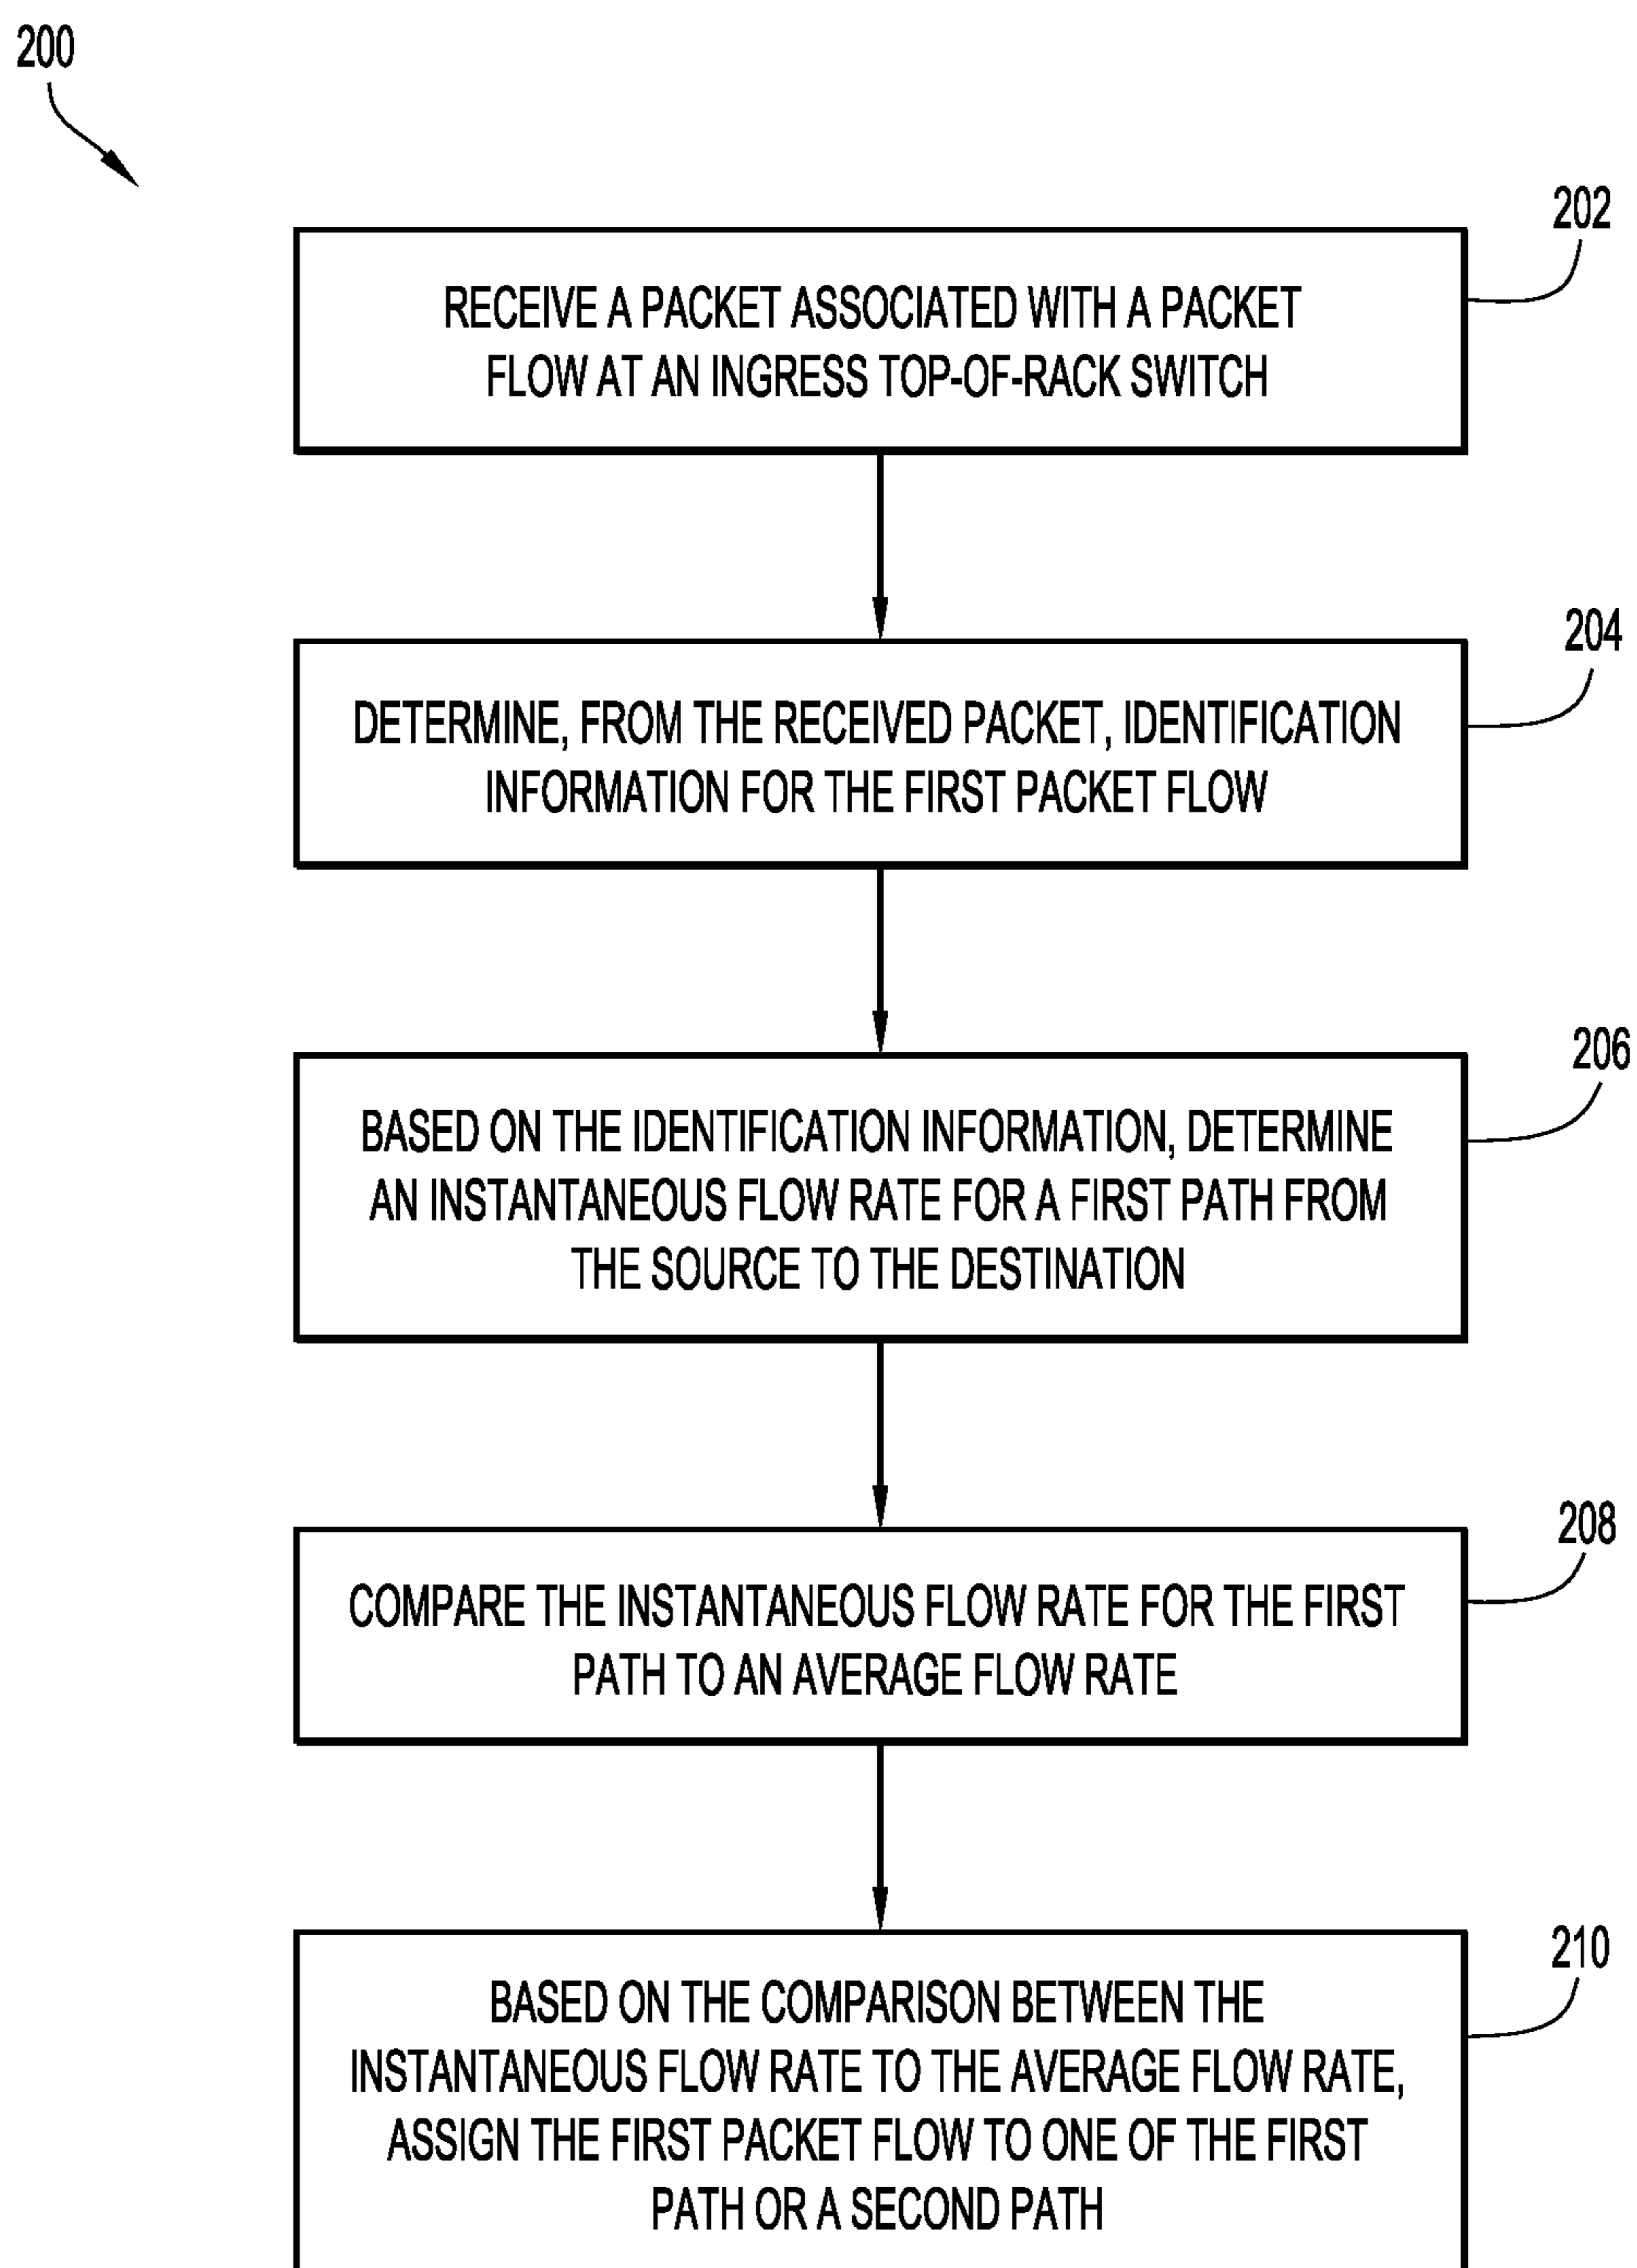 200
202
RECEIVE A PACKET ASSOCIATED WITH A PACKET
FLOW AT AN INGRESS TOP-OF-RACK SWITCH
204
DETERMINE, FROM THE RECEIVED PACKET, IDENTIFICATION
INFORMATION FOR THE FIRST PACKET FLOW
206
BASED ON THE IDENTIFICATION INFORMATION, DETERMINE
AN INSTANTANEOUS FLOW RATE FOR A FIRST PATH FROM
THE SOURCE TO THE DESTINATION
208
COMPARE THE INSTANTANEOUS FLOW RATE FOR THE FIRST
PATH TO AN AVERAGE FLOW RATE
210
BASED ON THE COMPARISON BETWEEN THE
INSTANTANEOUS FLOW RATE TO THE AVERAGE FLOW RATE,
ASSIGN THE FIRST PACKET FLOW TO ONE OF THE FIRST
PATH OR A SECOND PATH